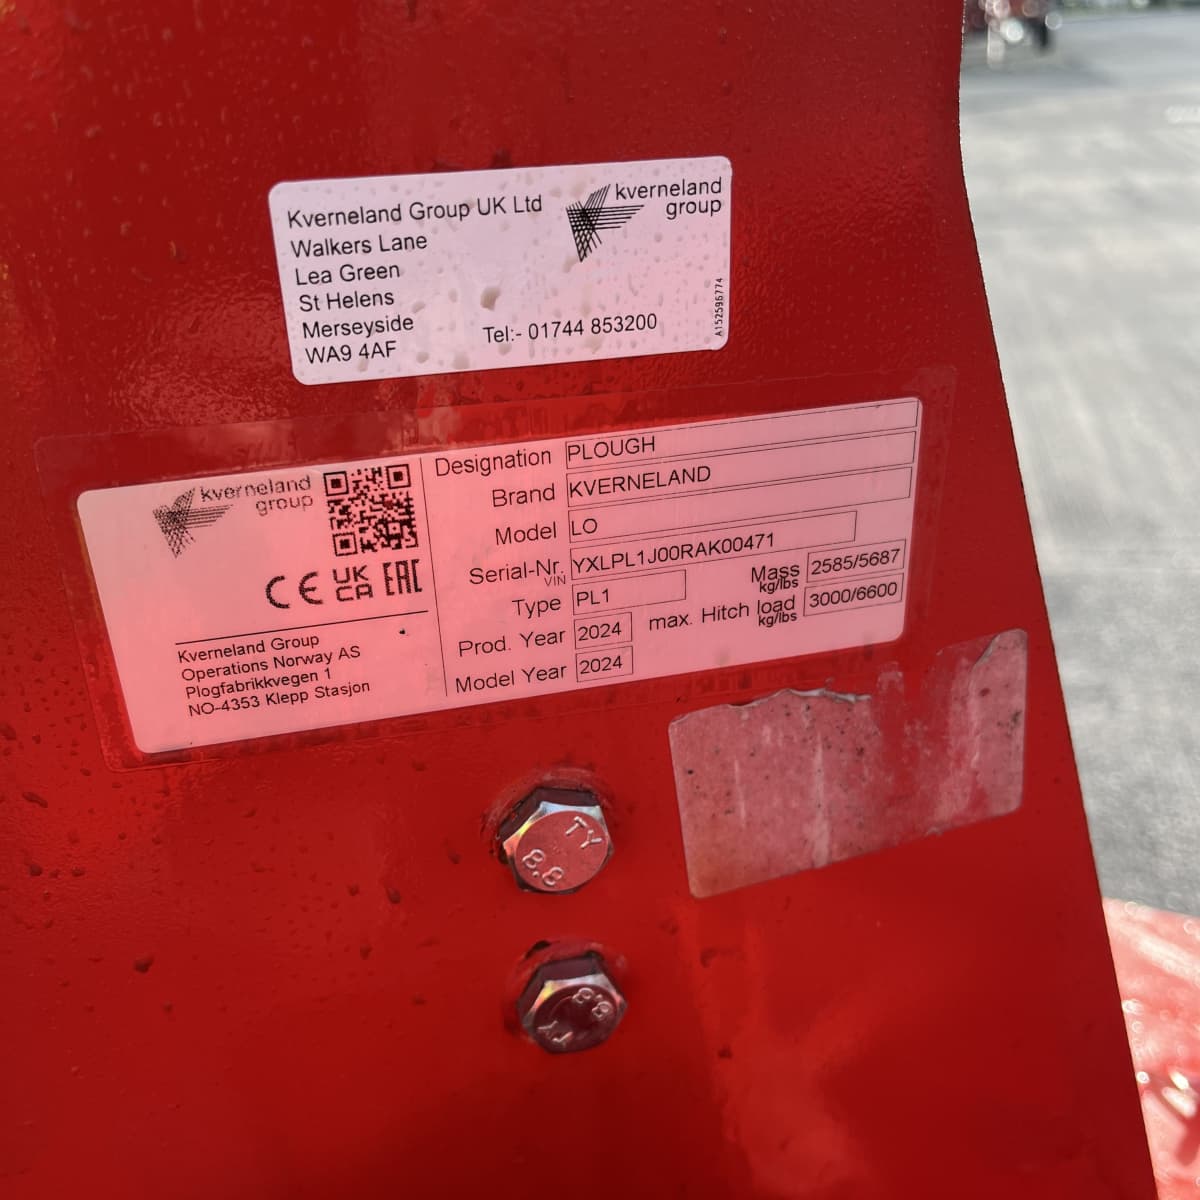 Kverneland Group UK Ltd
Walkers Lane
Lea Green
St Helens
Merseyside
WA9 4AF
Tel:- 01744 853200
kverneland
group
A152596774
kverneland
group
CE UK CA EAC
Kverneland Group
Operations Norway AS
Plogfabrikkvegen 1
NO-4353 Klepp Stasjon
Designation PLOUGH
Brand KVERNELAND
Model LO
Serial-Nr. YXLPL1J00RAK00471
VIN
Type PL1
Mass 2585/5687
kg/lbs
Prod. Year 2024
max. Hitch load 3000/6600
kg/lbs
Model Year 2024
TY
8.8
8.8
TY